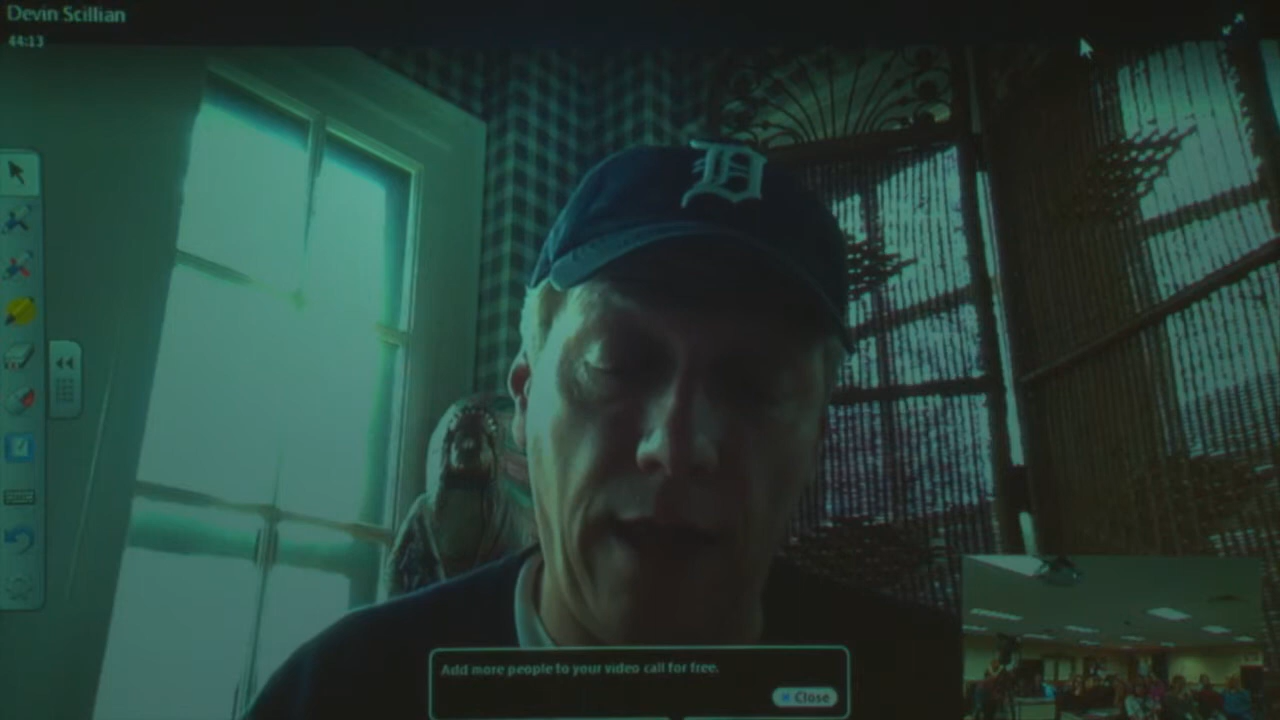 Devin Scillian
44:13
D
Add more people to your video call for free.
Close